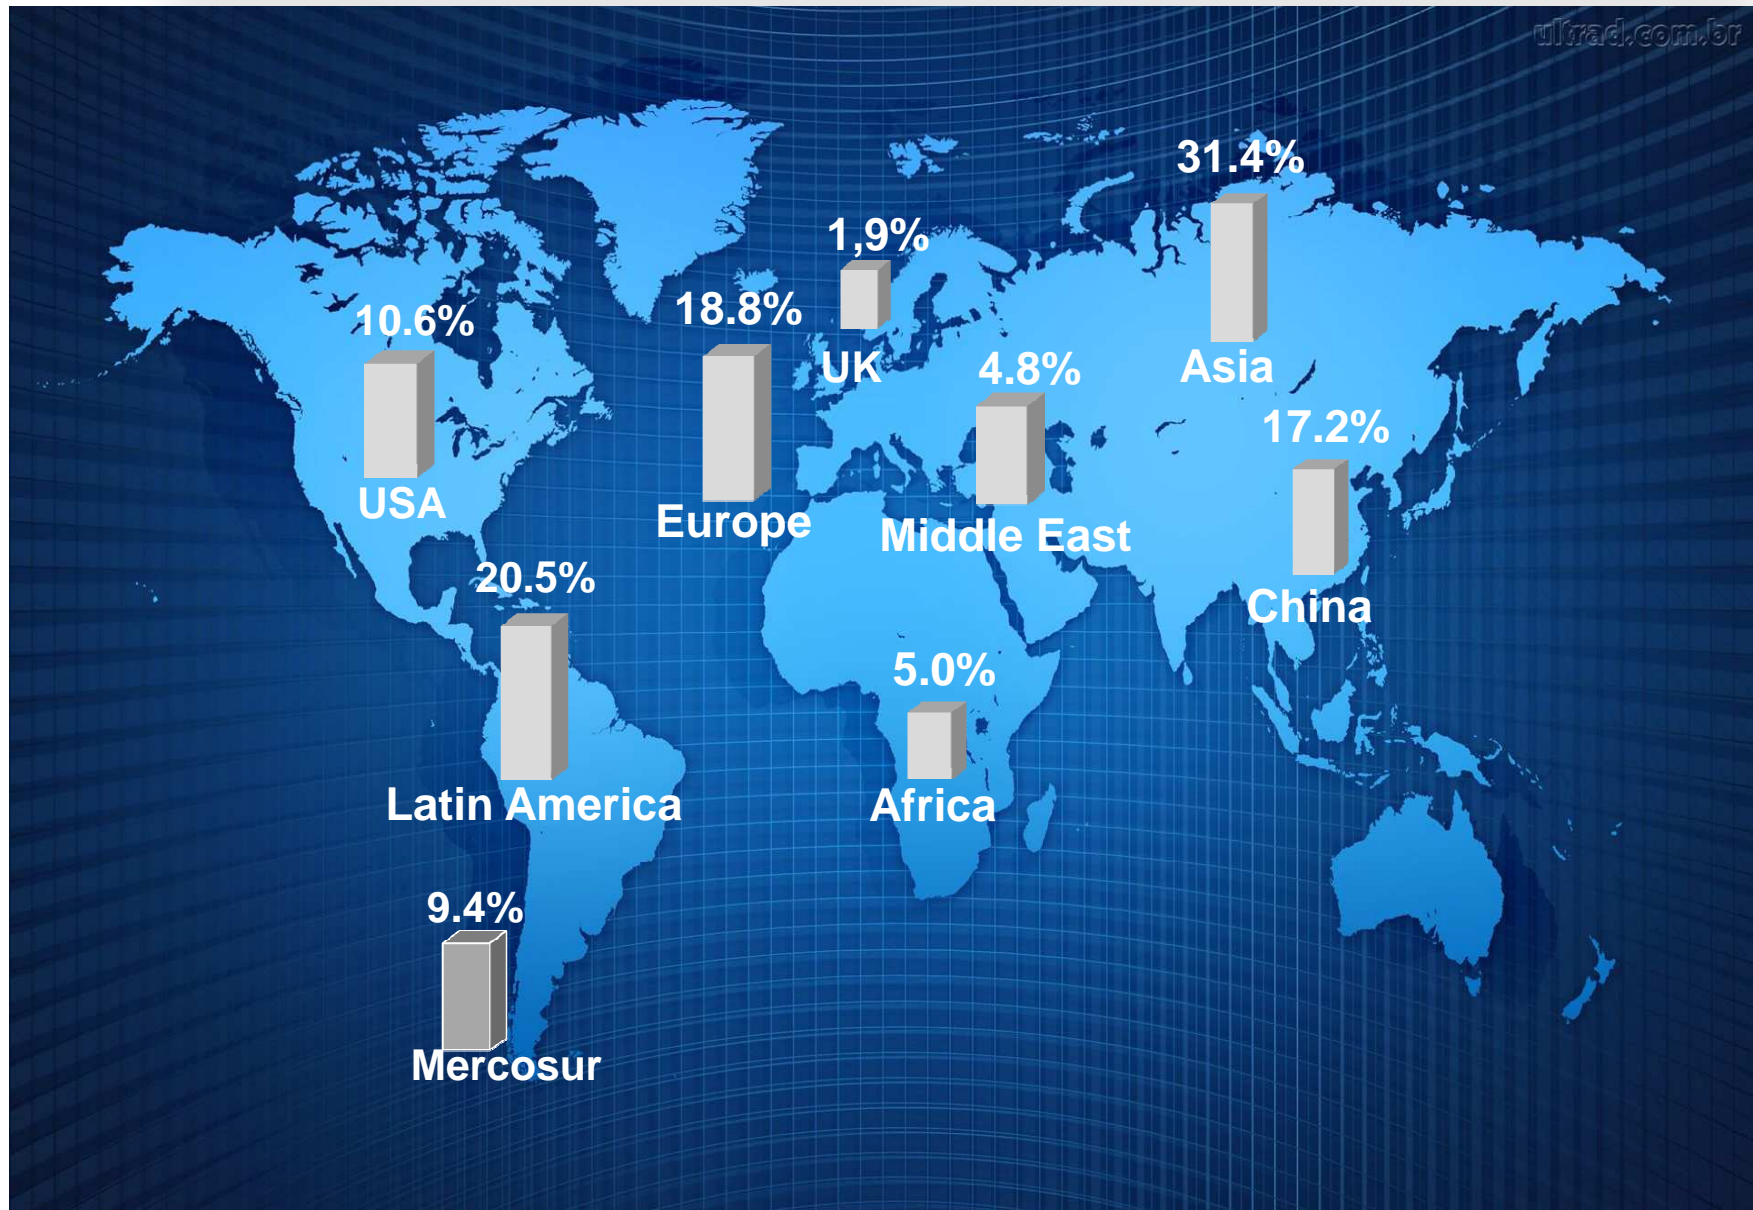 ultrad.com.br
31.4%
1,9%
18.8%
10.6%
UK
4.8%
Asia
17.2%
USA
Europe
Middle East
20.5%
China
5.0%
Latin America
Africa
9.4%
Mercosur